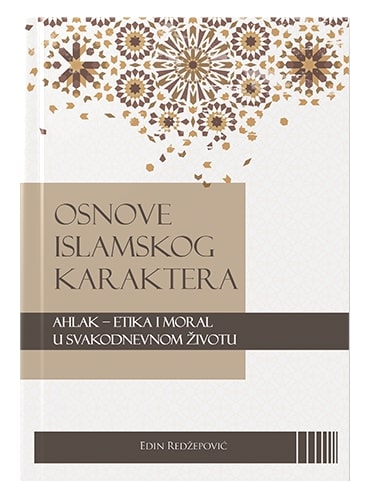 OSNOVE
ISLAMSKOG
KARAKTERA
AHLAK – ETIKA I MORAL
U SVAKODNEVNOM ŽIVOTU
EDIN REDŽEPOVIĆ